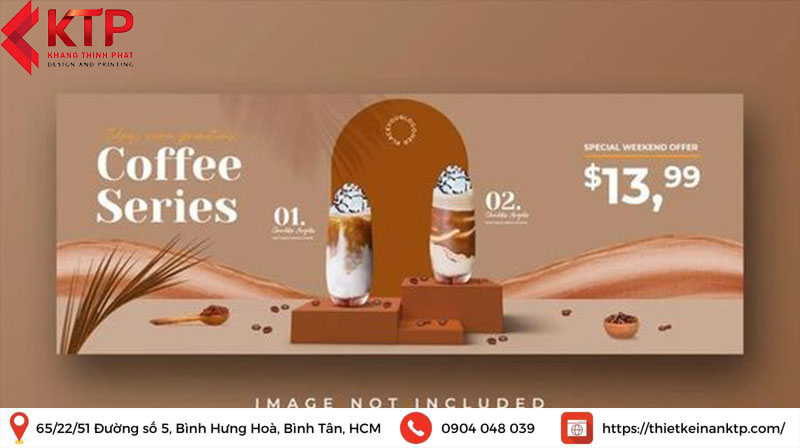 KTP
KHANG THINH PHAT
DESIGN AND PRINTING
Coffee
Series
01.
02.
SPECIAL WEEKEND OFFER
$13,99
IMAGE NOT INCLUDED
65/22/51 Đường số 5, Bình Hưng Hoà, Bình Tân, HCM
0904 048 039
https://thietkeinanktp.com/